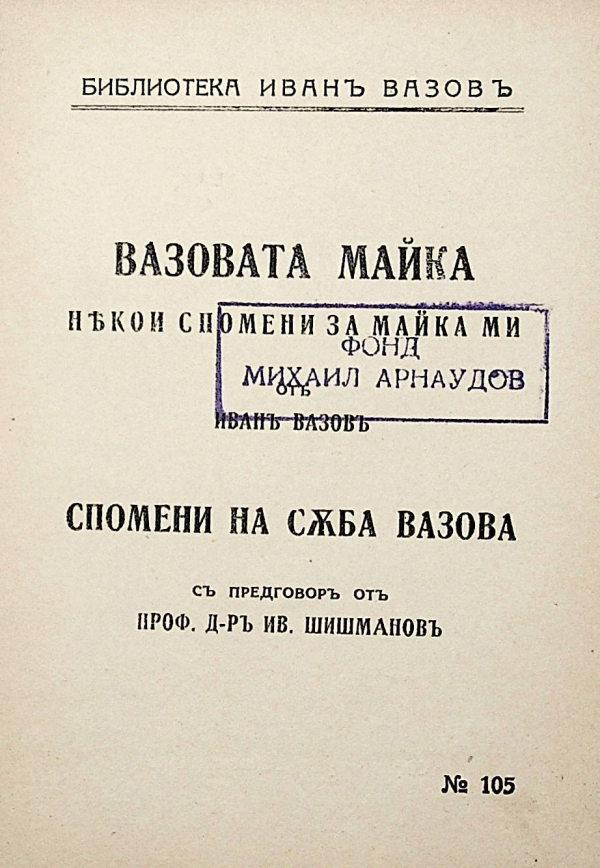 БИБЛИОТЕКА ИВАНЪ ВАЗОВЪ
ВАЗОВАТА МАЙКА
НѢКОИ СПОМЕНИ ЗА МАЙКА МИ
ФОНД
МИХАИЛ АРНАУДОВ
отъ
ИВАНЪ ВАЗОВЪ
СПОМЕНИ НА СѪБА ВАЗОВА
СЪ ПРЕДГОВОРЪ ОТЪ
ПРОФ. Д-РЪ ИВ. ШИШМАНОВЪ
№ 105